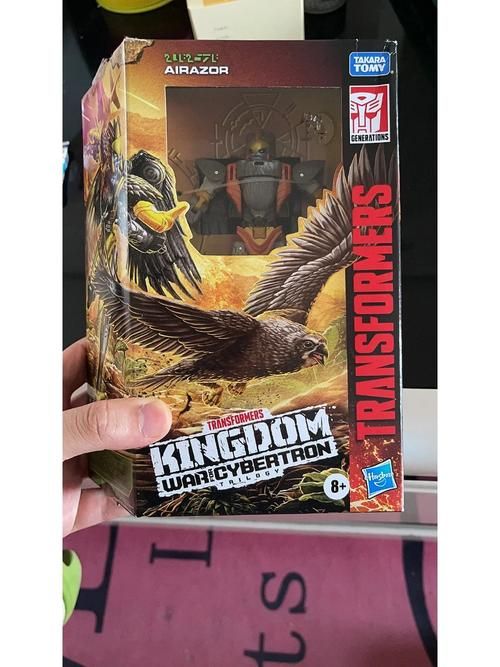 AIRAZOR
TAKARA
TOMY
GENERATIONS
TRANSFORMERS
TRANSFORMERS
KINGDOM
WAR FOR CYBERTRON
TRILOGY
8+
Hasbro
ts